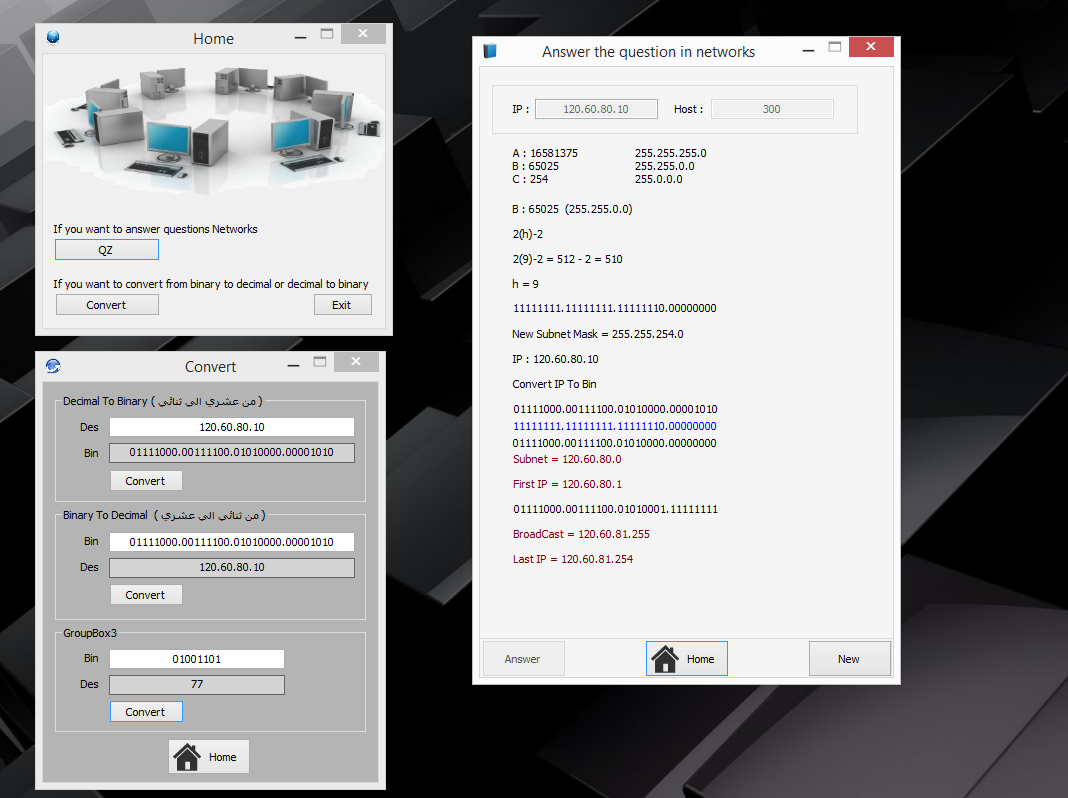 Home
If you want to answer questions Networks
QZ
If you want to convert from binary to decimal or decimal to binary
Convert Exit
Convert
Decimal To Binary ( من عشري الي ثنائي )
Des 120.60.80.10
Bin 01111000.00111100.01010000.00001010
Convert
Binary To Decimal ( من ثنائي الي عشري )
Bin 01111000.00111100.01010000.00001010
Des 120.60.80.10
Convert
GroupBox3
Bin 01001101
Des 77
Convert
Home
Answer the question in networks
IP : 120.60.80.10 Host : 300
A : 16581375 255.255.255.0
B : 65025 255.255.0.0
C : 254 255.0.0.0
B : 65025 (255.255.0.0)
2(h)-2
2(9)-2 = 512 - 2 = 510
h = 9
11111111.11111111.11111110.00000000
New Subnet Mask = 255.255.254.0
IP : 120.60.80.10
Convert IP To Bin
01111000.00111100.01010000.00001010
11111111.11111111.11111110.00000000
01111000.00111100.01010000.00000000
Subnet = 120.60.80.0
First IP = 120.60.80.1
01111000.00111100.01010001.11111111
BroadCast = 120.60.81.255
Last IP = 120.60.81.254
Answer Home New